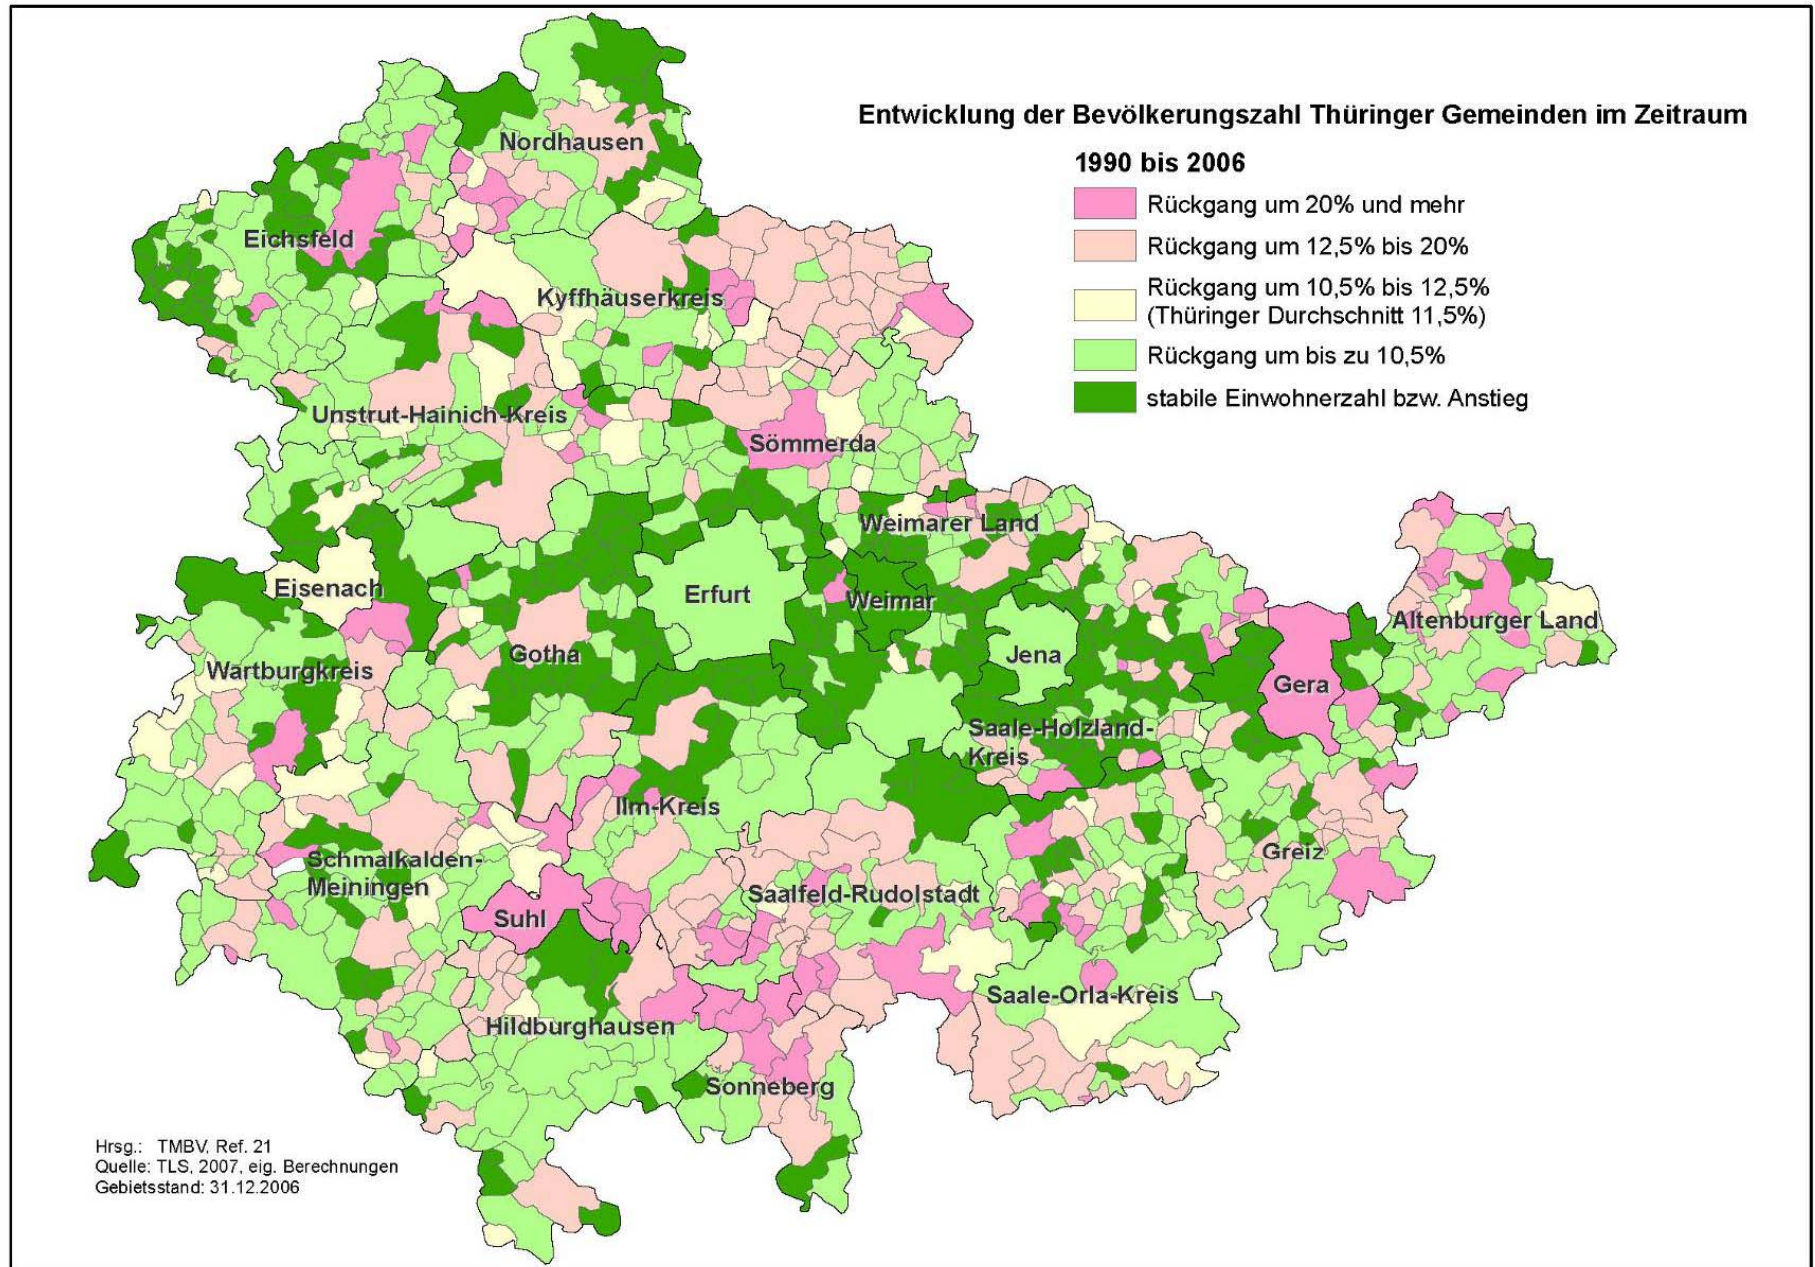 Entwicklung der Bevölkerungszahl Thüringer Gemeinden im Zeitraum
1990 bis 2006
Rückgang um 20% und mehr
Rückgang um 12,5% bis 20%
Rückgang um 10,5% bis 12,5%
(Thüringer Durchschnitt 11,5%)
Rückgang um bis zu 10,5%
stabile Einwohnerzahl bzw. Anstieg
Nordhausen
Eichsfeld
Kyffhäuserkreis
Unstrut-Hainich-Kreis
Sömmerda
Weimarer Land
Eisenach
Erfurt
Weimar
Altenburger Land
Gotha
Jena
Wartburgkreis
Gera
Saale-Holzland-
Kreis
Ilm-Kreis
Schmalkalden-
Meiningen
Greiz
Saalfeld-Rudolstadt
Suhl
Saale-Orla-Kreis
Hildburghausen
Sonneberg
Hrsg.: TMBV, Ref. 21
Quelle: TLS, 2007, eig. Berechnungen
Gebietsstand: 31.12.2006